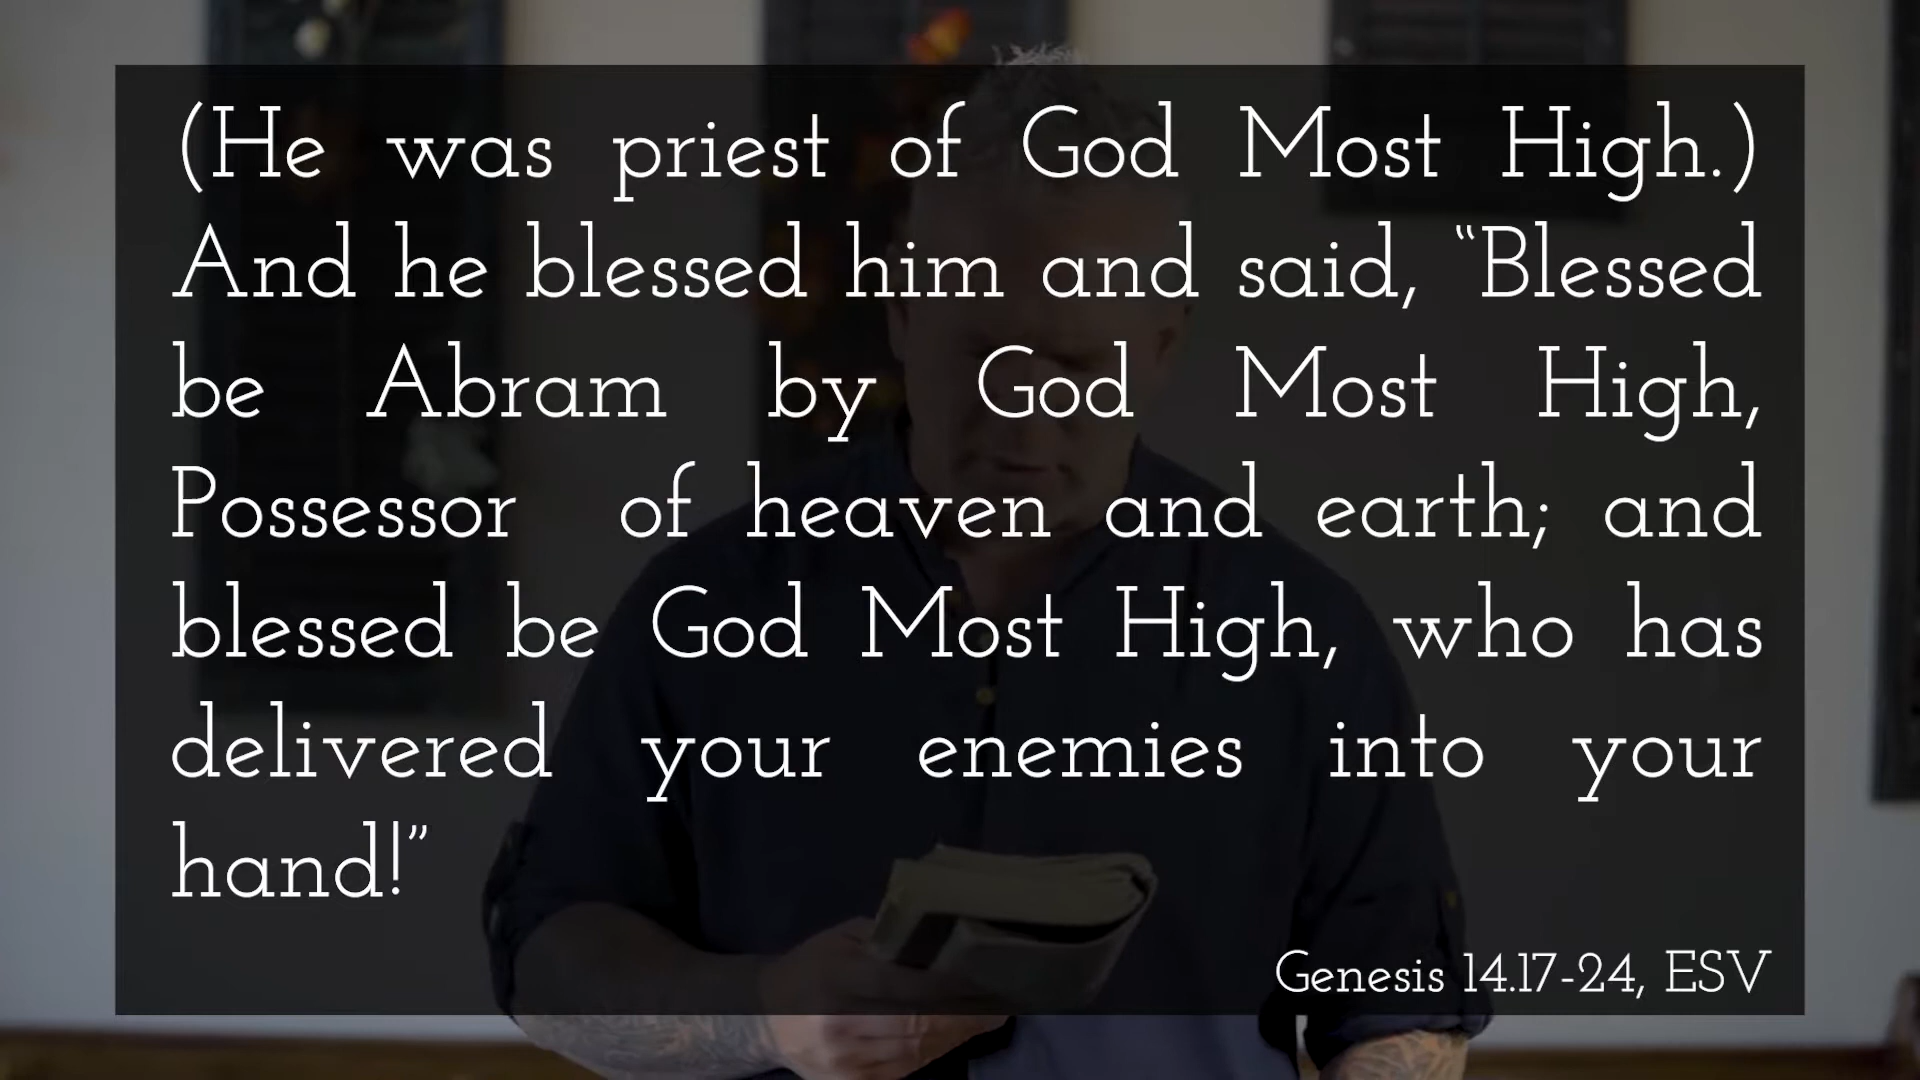 (He was priest of God Most High.)
And he blessed him and said, “Blessed
be Abram by God Most High,
Possessor of heaven and earth; and
blessed be God Most High, who has
delivered your enemies into your
hand!”
Genesis 14.17-24, ESV